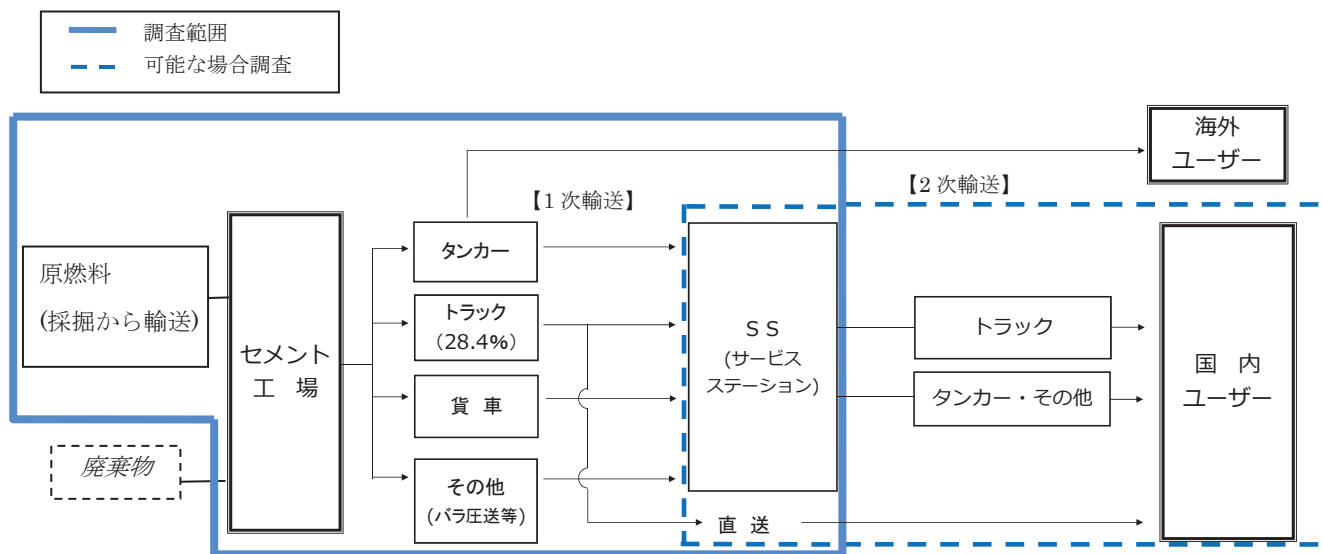 調査範囲
可能な場合調査
海外
ユーザー
【1 次輸送】
【2 次輸送】
原燃料
(採掘から輸送)
セメント
工 場
廃棄物
タンカー
トラック
(28.4%)
貨 車
その他
(バラ圧送等)
ＳＳ
(サービス
ステーション)
直 送
トラック
タンカー・その他
国 内
ユーザー